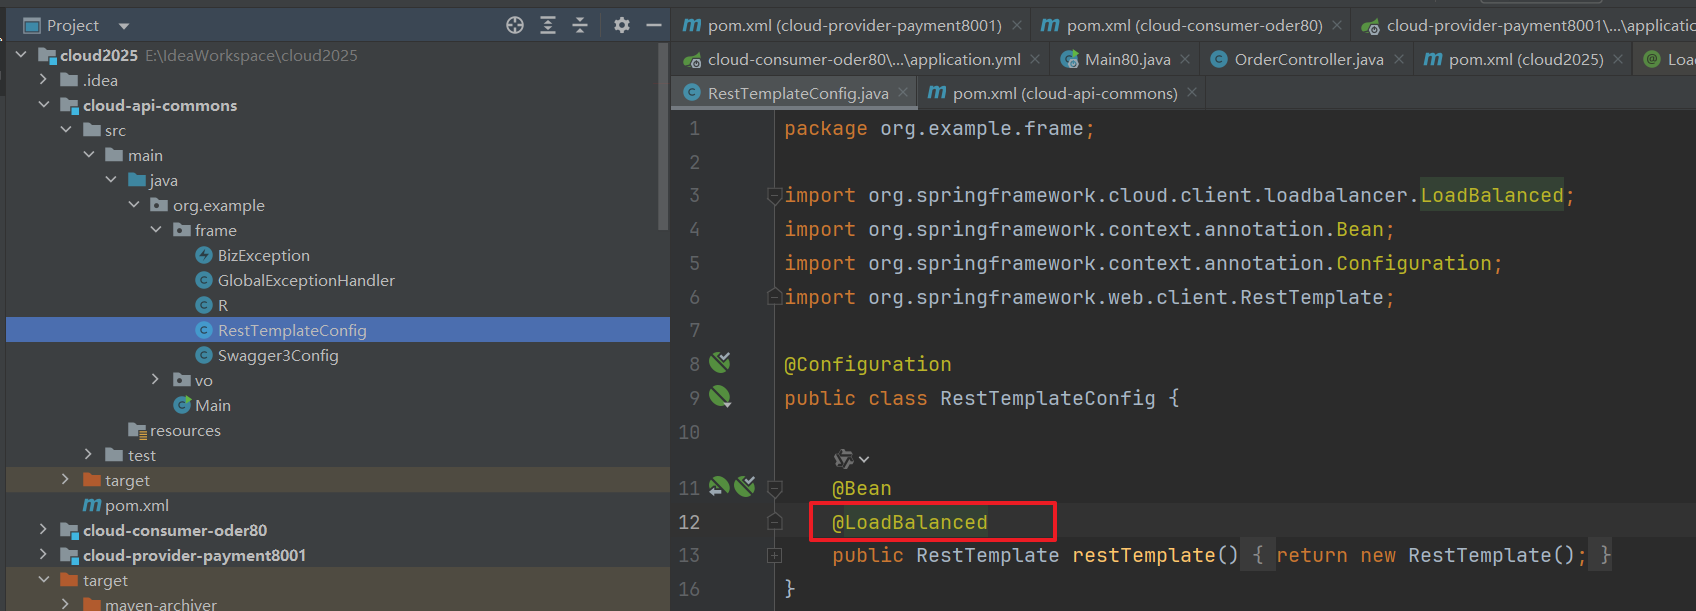 Project
cloud2025 E:\IdeaWorkspace\cloud2025
.idea
cloud-api-commons
src
main
java
org.example
frame
BizException
GlobalExceptionHandler
R
RestTemplateConfig
Swagger3Config
vo
Main
resources
test
target
pom.xml
cloud-consumer-oder80
cloud-provider-payment8001
target
maven-archiver
pom.xml (cloud-provider-payment8001) pom.xml (cloud-consumer-oder80) cloud-provider-payment8001\...\applicatio
cloud-consumer-oder80\...\application.yml Main80.java OrderController.java pom.xml (cloud2025) Loa
RestTemplateConfig.java pom.xml (cloud-api-commons)
1 package org.example.frame;
2
3 import org.springframework.cloud.client.loadbalancer.LoadBalanced;
4 import org.springframework.context.annotation.Bean;
5 import org.springframework.context.annotation.Configuration;
6 import org.springframework.web.client.RestTemplate;
7
8 @Configuration
9 public class RestTemplateConfig {
10
11 @Bean
12 @LoadBalanced
13 public RestTemplate restTemplate() { return new RestTemplate(); }
16 }